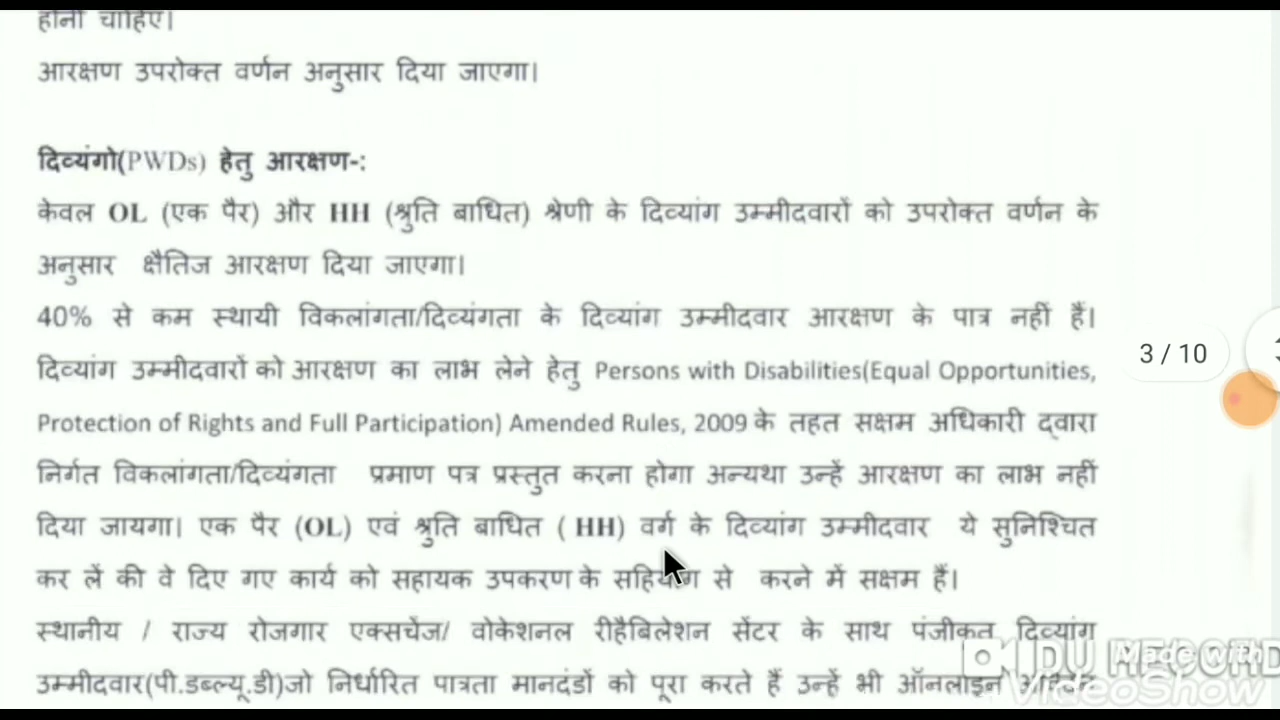 होनी चाहिए।
आरक्षण उपरोक्त वर्णन अनुसार दिया जाएगा।
दिव्यंगो(PWDs) हेतु आरक्षण-:
केवल OL (एक पैर) और HH (श्रुति बाधित) श्रेणी के दिव्यांग उम्मीदवारों को उपरोक्त वर्णन के
अनुसार क्षैतिज आरक्षण दिया जाएगा।
40% से कम स्थायी विकलांगता/दिव्यंगता के दिव्यांग उम्मीदवार आरक्षण के पात्र नहीं हैं।
दिव्यांग उम्मीदवारों को आरक्षण का लाभ लेने हेतु Persons with Disabilities(Equal Opportunities,
Protection of Rights and Full Participation) Amended Rules, 2009 के तहत सक्षम अधिकारी द्वारा
निर्गत विकलांगता/दिव्यंगता प्रमाण पत्र प्रस्तुत करना होगा अन्यथा उन्हें आरक्षण का लाभ नहीं
दिया जायगा। एक पैर (OL) एवं श्रुति बाधित ( HH) वर्ग के दिव्यांग उम्मीदवार ये सुनिश्चित
कर लें की वे दिए गए कार्य को सहायक उपकरण के से करने में सक्षम हैं।
स्थानीय / राज्य रोजगार एक्सचेंज/ वोकेशनल रीहैबिलेशन सेंटर के साथ पंजीकृत दिव्यांग
उम्मीदवार(पी.डब्ल्यू.डी)जो निर्धारित पात्रता मानदंडों को पूरा करते हैं उन्हें भी ऑनलाइन
3 / 10
DU RECORD
Made with
VideoShow